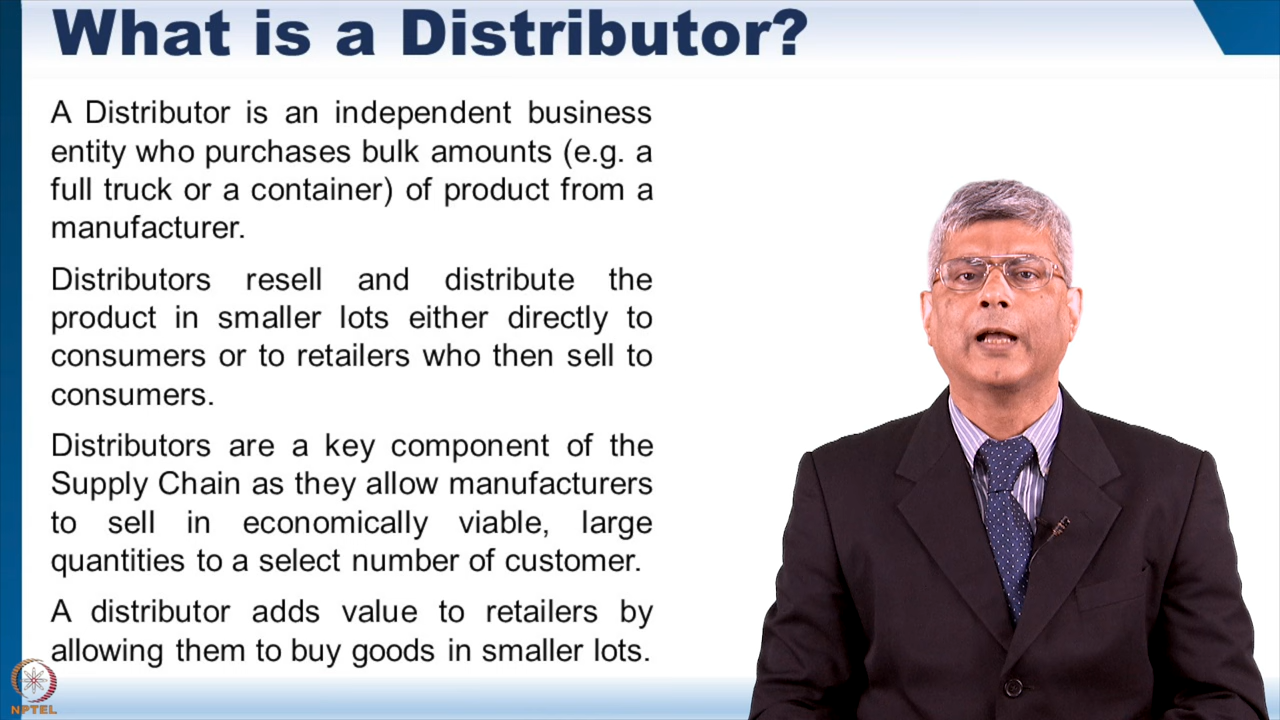 What is a Distributor?
A Distributor is an independent business
entity who purchases bulk amounts (e.g. a
full truck or a container) of product from a
manufacturer.
Distributors resell and distribute the
product in smaller lots either directly to
consumers or to retailers who then sell to
consumers.
Distributors are a key component of the
Supply Chain as they allow manufacturers
to sell in economically viable, large
quantities to a select number of customer.
A distributor adds value to retailers by
allowing them to buy goods in smaller lots.
NPTEL